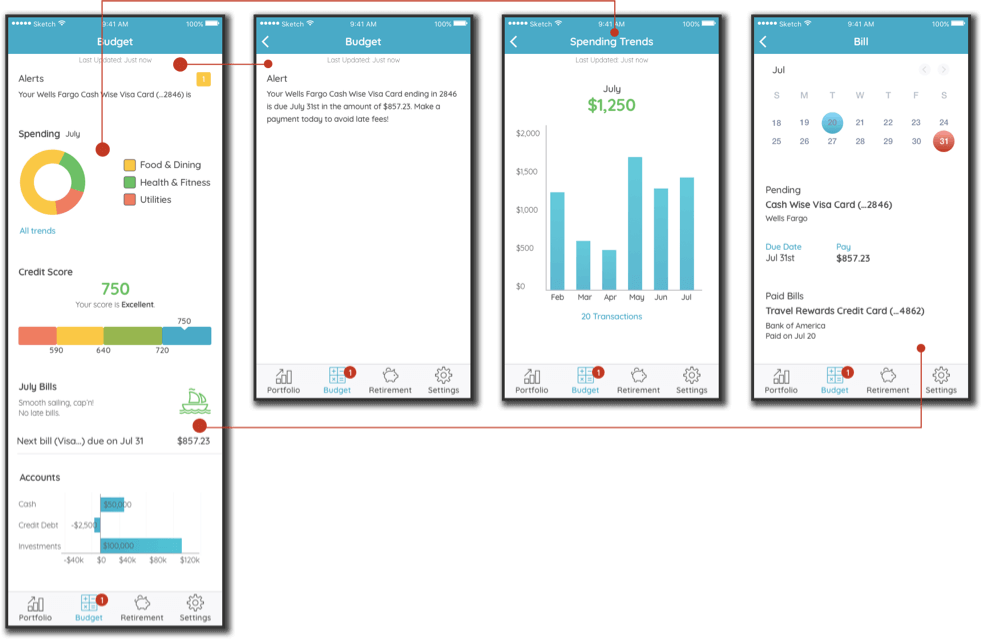 ●●●●● Sketch 9:41 AM 100%
Budget
Last Updated: Just now
Alerts 1
Your Wells Fargo Cash Wise Visa Card (...2846) is
Spending July
Food & Dining
Health & Fitness
Utilities
All trends
Credit Score
750
Your score is Excellent.
750
590 640 720
July Bills
Smooth sailing, cap'n!
No late bills.
Next bill (Visa...) due on Jul 31 $857.23
Accounts
Cash $50,000
Credit Debt -$2,500
Investments $100,000
-$40k $0 $40k $80k $120k
1
Portfolio Budget Retirement Settings
●●●●● Sketch 9:41 AM 100%
Budget
Last Updated: Just now
Alert
Your Wells Fargo Cash Wise Visa Card ending in 2846
is due July 31st in the amount of $857.23. Make a
payment today to avoid late fees!
1
Portfolio Budget Retirement Settings
●●●●● Sketch 9:41 AM 100%
Spending Trends
Last Updated: Just now
July
$1,250
$2,000
$1,500
$1,000
$500
$0
Feb Mar Apr May Jun Jul
20 Transactions
1
Portfolio Budget Retirement Settings
●●●●● Sketch 9:41 AM 100%
Bill
Jul
S M T W T F S
18 19 20 21 22 23 24
25 26 27 28 29 30 31
Pending
Cash Wise Visa Card (...2846)
Wells Fargo
Due Date Pay
Jul 31st $857.23
Paid Bills
Travel Rewards Credit Card (...4862)
Bank of America
Paid on Jul 20
1
Portfolio Budget Retirement Settings